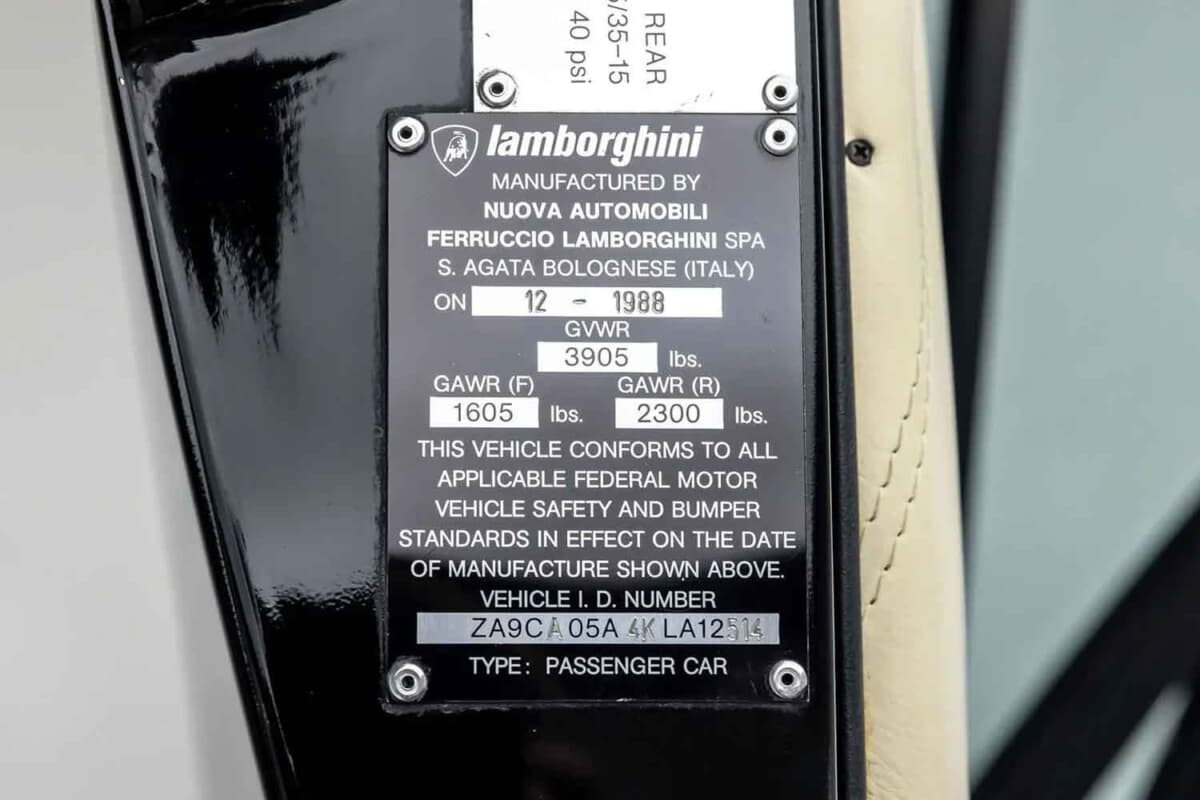 REAR
5/35-15
40 psi
lamborghini
MANUFACTURED BY
NUOVA AUTOMOBILI
FERRUCCIO LAMBORGHINI SPA
S. AGATA BOLOGNESE (ITALY)
ON 12 - 1988
GVWR
3905 lbs.
GAWR (F) GAWR (R)
1605 lbs. 2300 lbs.
THIS VEHICLE CONFORMS TO ALL
APPLICABLE FEDERAL MOTOR
VEHICLE SAFETY AND BUMPER
STANDARDS IN EFFECT ON THE DATE
OF MANUFACTURE SHOWN ABOVE.
VEHICLE I. D. NUMBER
ZA9CA05A4KLA12514
TYPE: PASSENGER CAR